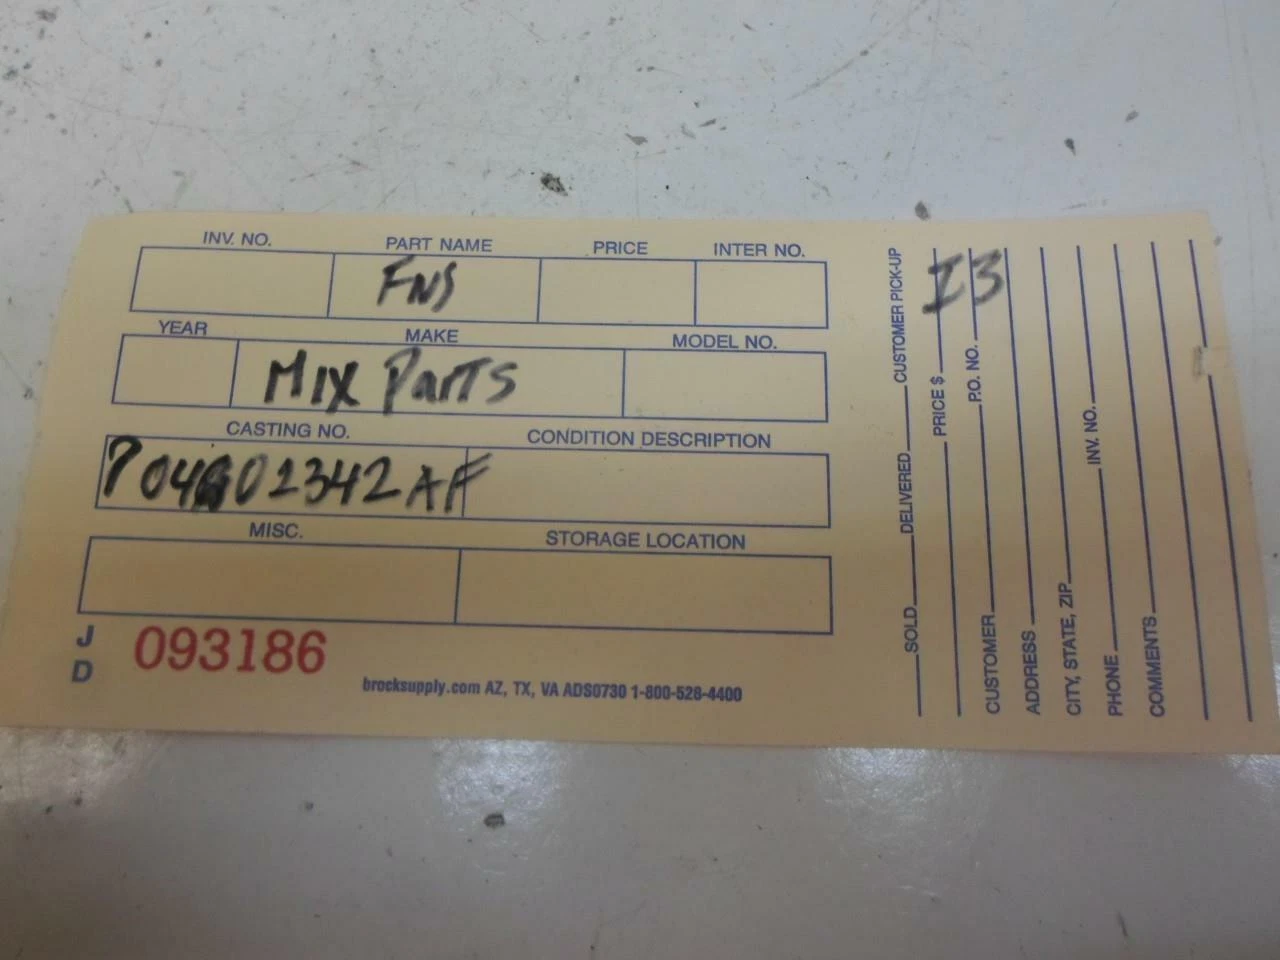 INV. NO. PART NAME PRICE INTER NO.
FNS
YEAR MAKE MODEL NO.
MIX PARTS
CASTING NO. CONDITION DESCRIPTION
P04602342AF
MISC. STORAGE LOCATION
J
D
093186
brocksupply.com AZ, TX, VA ADS0730 1-800-528-4400
SOLD DELIVERED CUSTOMER PICK-UP
PRICE $
I3
CUSTOMER P.O. NO.
ADDRESS
CITY, STATE, ZIP
PHONE INV. NO.
COMMENTS